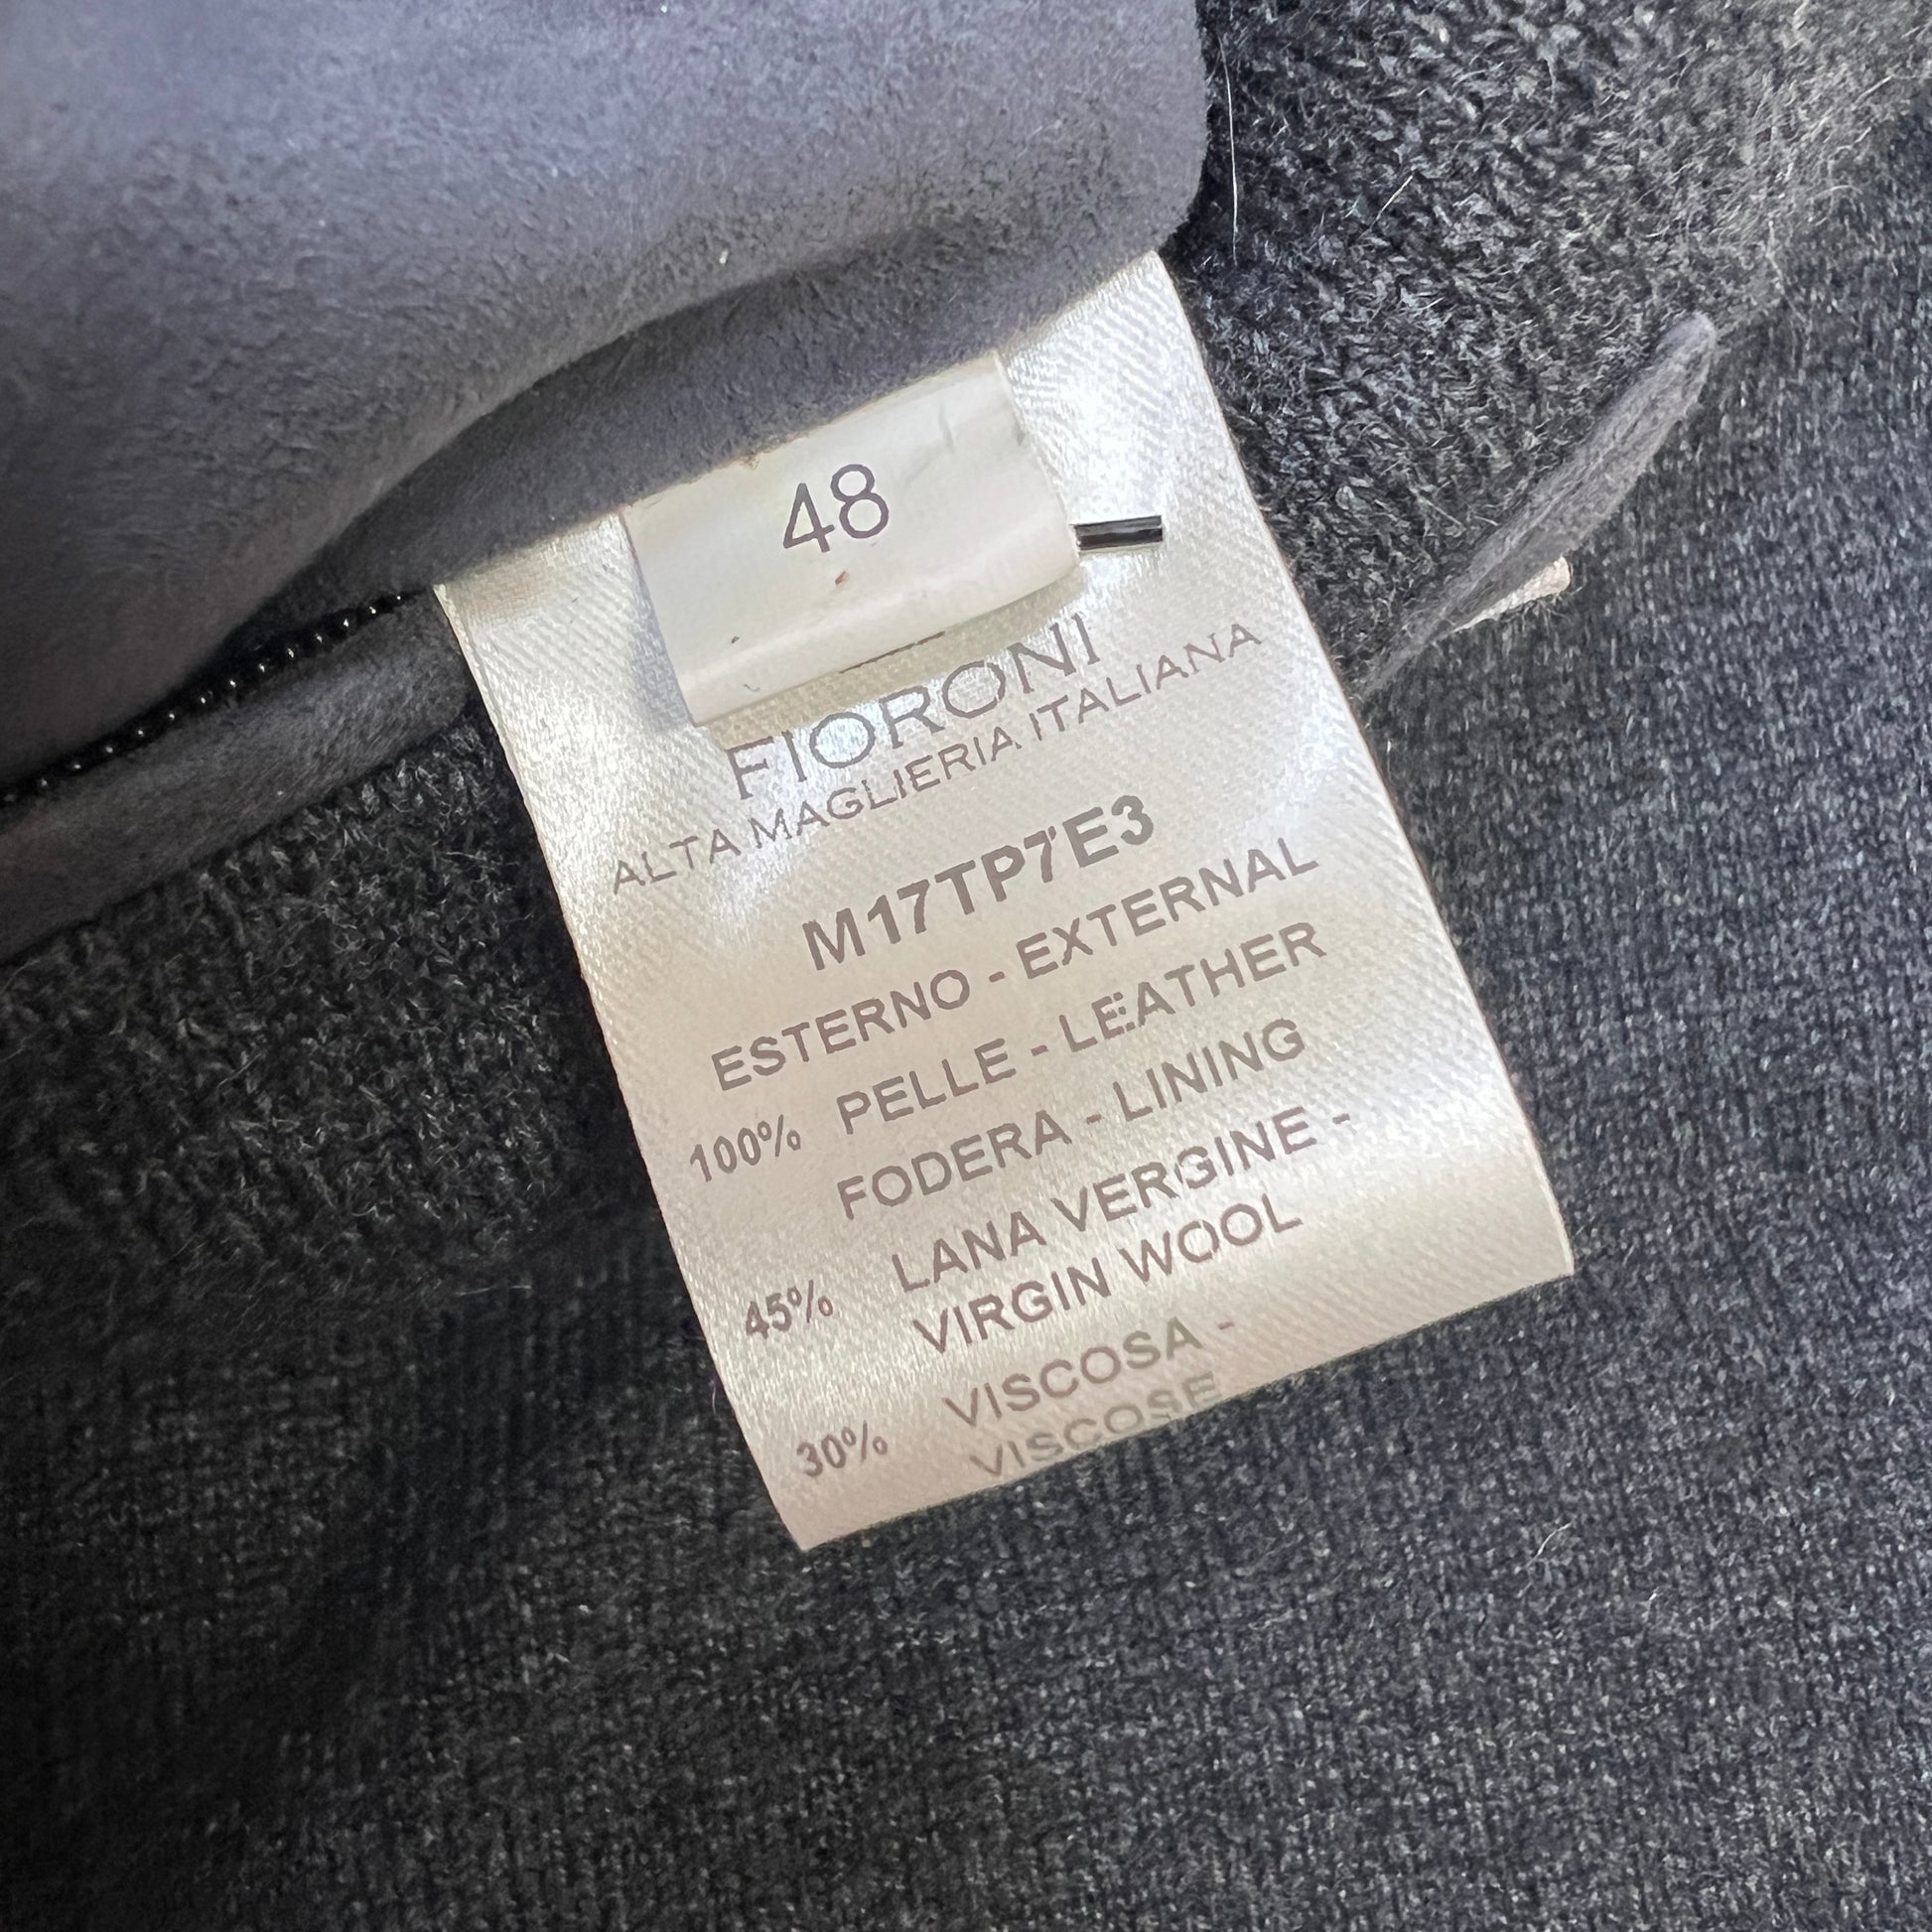 48
FIORONI
ALTA MAGLIERIA ITALIANA
M17TP7E3
ESTERNO - EXTERNAL
100% PELLE - LEATHER
FODERA - LINING
LANA VERGINE -
45% VIRGIN WOOL
VISCOSA -
30% VISCOSE